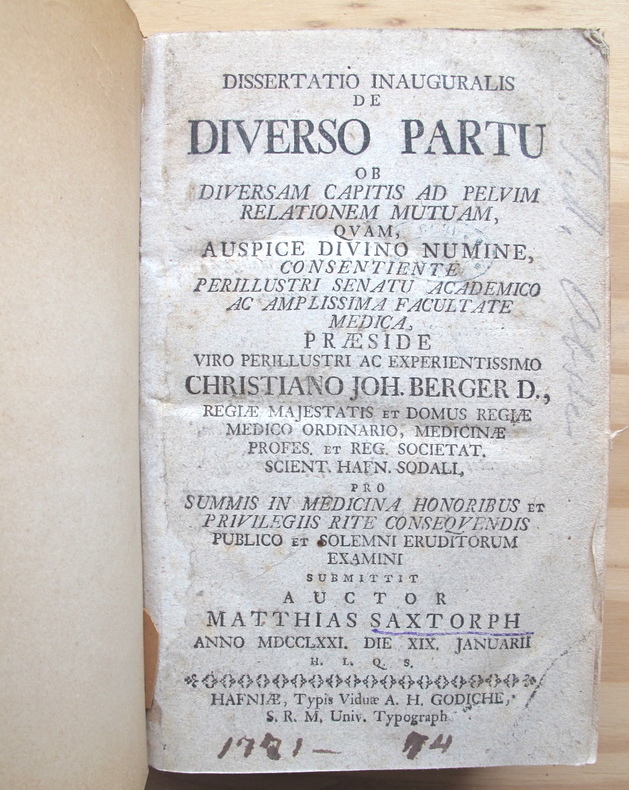 DISSERTATIO INAUGURALIS
DE
DIVERSO PARTU
OB
DIVERSAM CAPITIS AD PELVIM
RELATIONEM MUTUAM,
QVAM,
AUSPICE DIVINO NUMINE,
CONSENTIENTE
PERILLUSTRI SENATU ACADEMICO
AC AMPLISSIMA FACULTATE
MEDICA,
PRÆSIDE
VIRO PERILLUSTRI AC EXPERIENTISSIMO
CHRISTIANO JOH. BERGER D.,
REGIÆ MAJESTATIS ET DOMUS REGIÆ
MEDICO ORDINARIO, MEDICINÆ
PROFES. ET REG. SOCIETAT.
SCIENT. HAFN. SODALI,
PRO
SUMMIS IN MEDICINA HONORIBUS ET
PRIVILEGIIS RITE CONSEQVENDIS
PUBLICO ET SOLEMNI ERUDITORUM
EXAMINI
SUBMITTIT
AUCTOR
MATTHIAS SAXTORPH
ANNO MDCCLXXI. DIE XIX. JANUARII
H. L. Q. S.
HAFNIÆ, Typis Viduæ A. H. GODICHE,
S. R. M. Univ. Typograph
1771 - 74